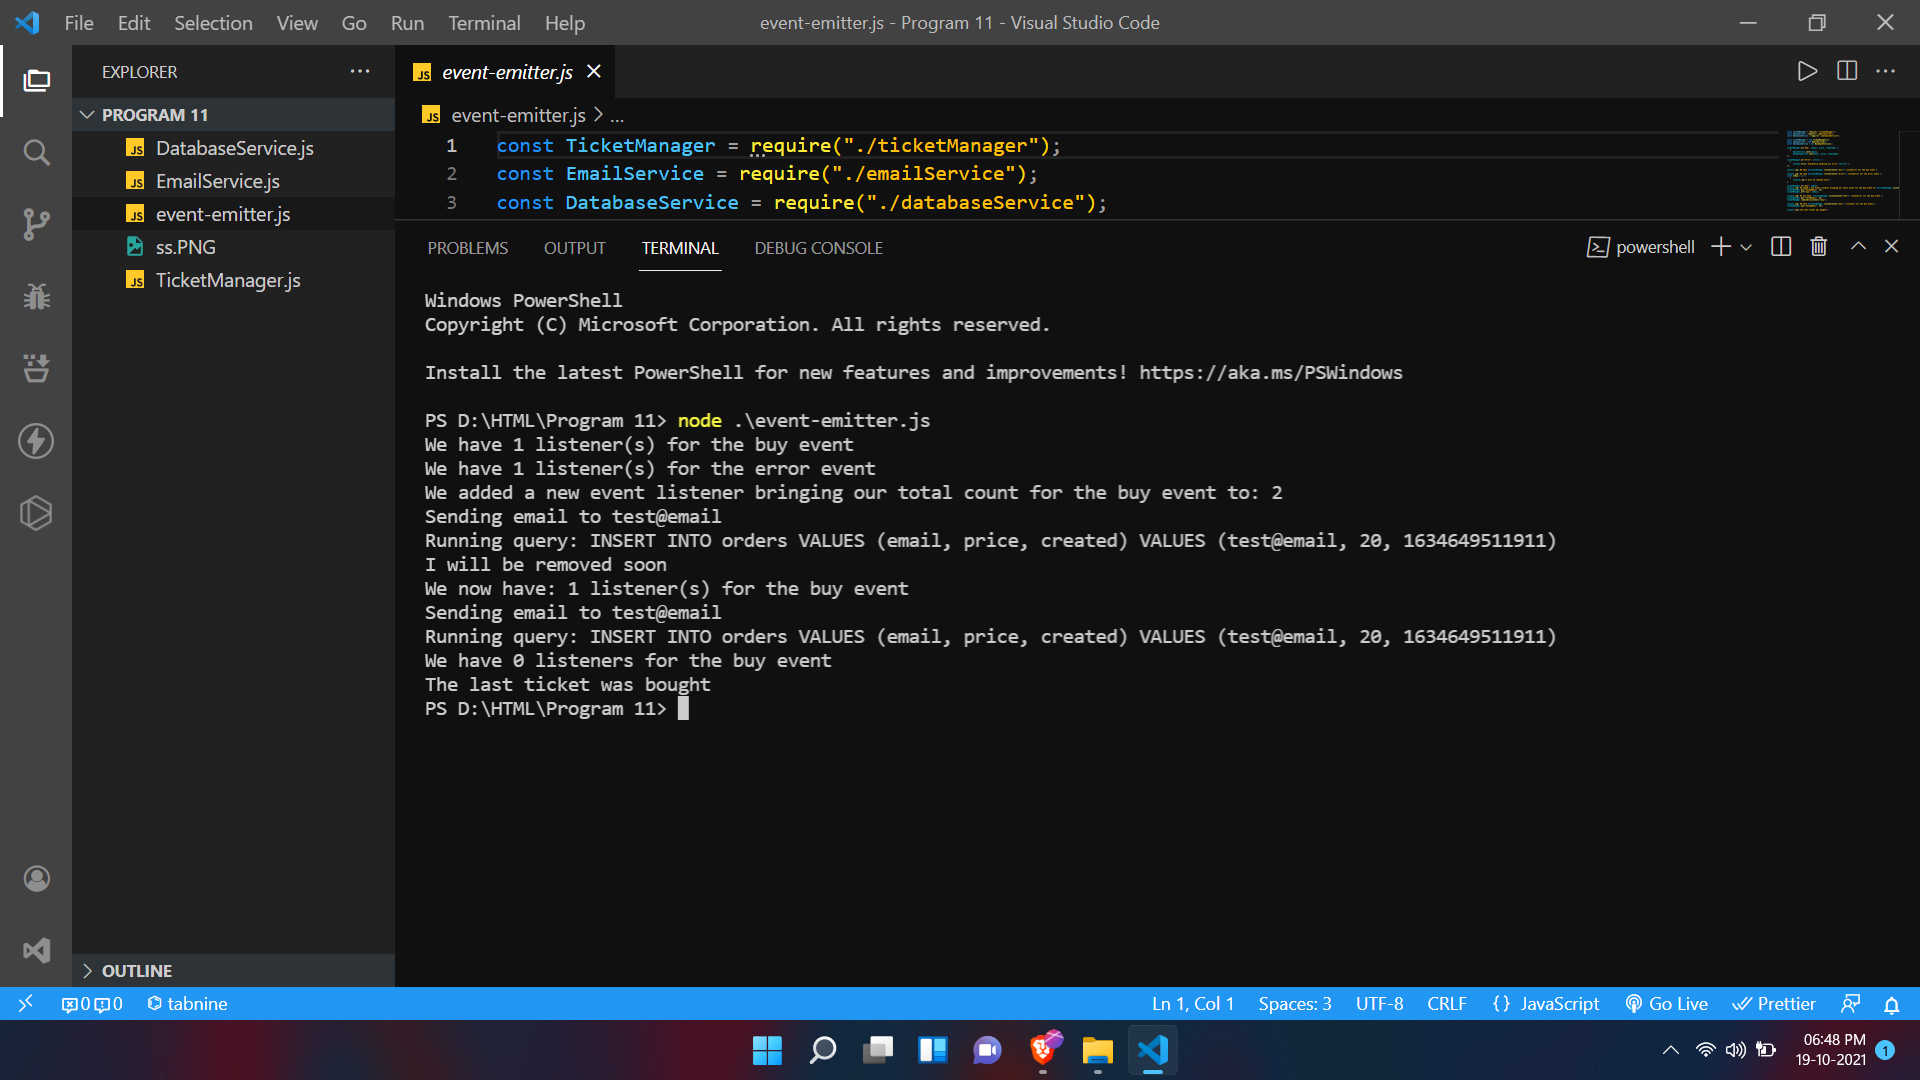 File Edit Selection View Go Run Terminal Help
event-emitter.js - Program 11 - Visual Studio Code
EXPLORER
PROGRAM 11
JS DatabaseService.js
JS EmailService.js
JS event-emitter.js
ss.PNG
JS TicketManager.js
OUTLINE
JS event-emitter.js
JS event-emitter.js > ...
1 const TicketManager = require("./ticketManager");
2 const EmailService = require("./emailService");
3 const DatabaseService = require("./databaseService");
PROBLEMS OUTPUT TERMINAL DEBUG CONSOLE
powershell
Windows PowerShell
Copyright (C) Microsoft Corporation. All rights reserved.
Install the latest PowerShell for new features and improvements! https://aka.ms/PSWindows
PS D:\HTML\Program 11> node .\event-emitter.js
We have 1 listener(s) for the buy event
We have 1 listener(s) for the error event
We added a new event listener bringing our total count for the buy event to: 2
Sending email to test@email
Running query: INSERT INTO orders VALUES (email, price, created) VALUES (test@email, 20, 1634649511911)
I will be removed soon
We now have: 1 listener(s) for the buy event
Sending email to test@email
Running query: INSERT INTO orders VALUES (email, price, created) VALUES (test@email, 20, 1634649511911)
We have 0 listeners for the buy event
The last ticket was bought
PS D:\HTML\Program 11>
0 0 tabnine
Ln 1, Col 1 Spaces: 3 UTF-8 CRLF {} JavaScript Go Live Prettier
06:48 PM
19-10-2021
1